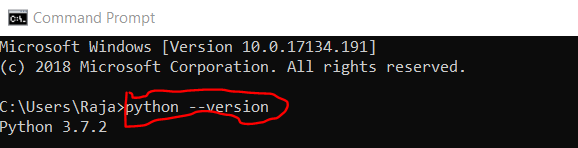 Command Prompt
Microsoft Windows [Version 10.0.17134.191]
(c) 2018 Microsoft Corporation. All rights reserved.
C:\Users\Raja>python --version
Python 3.7.2